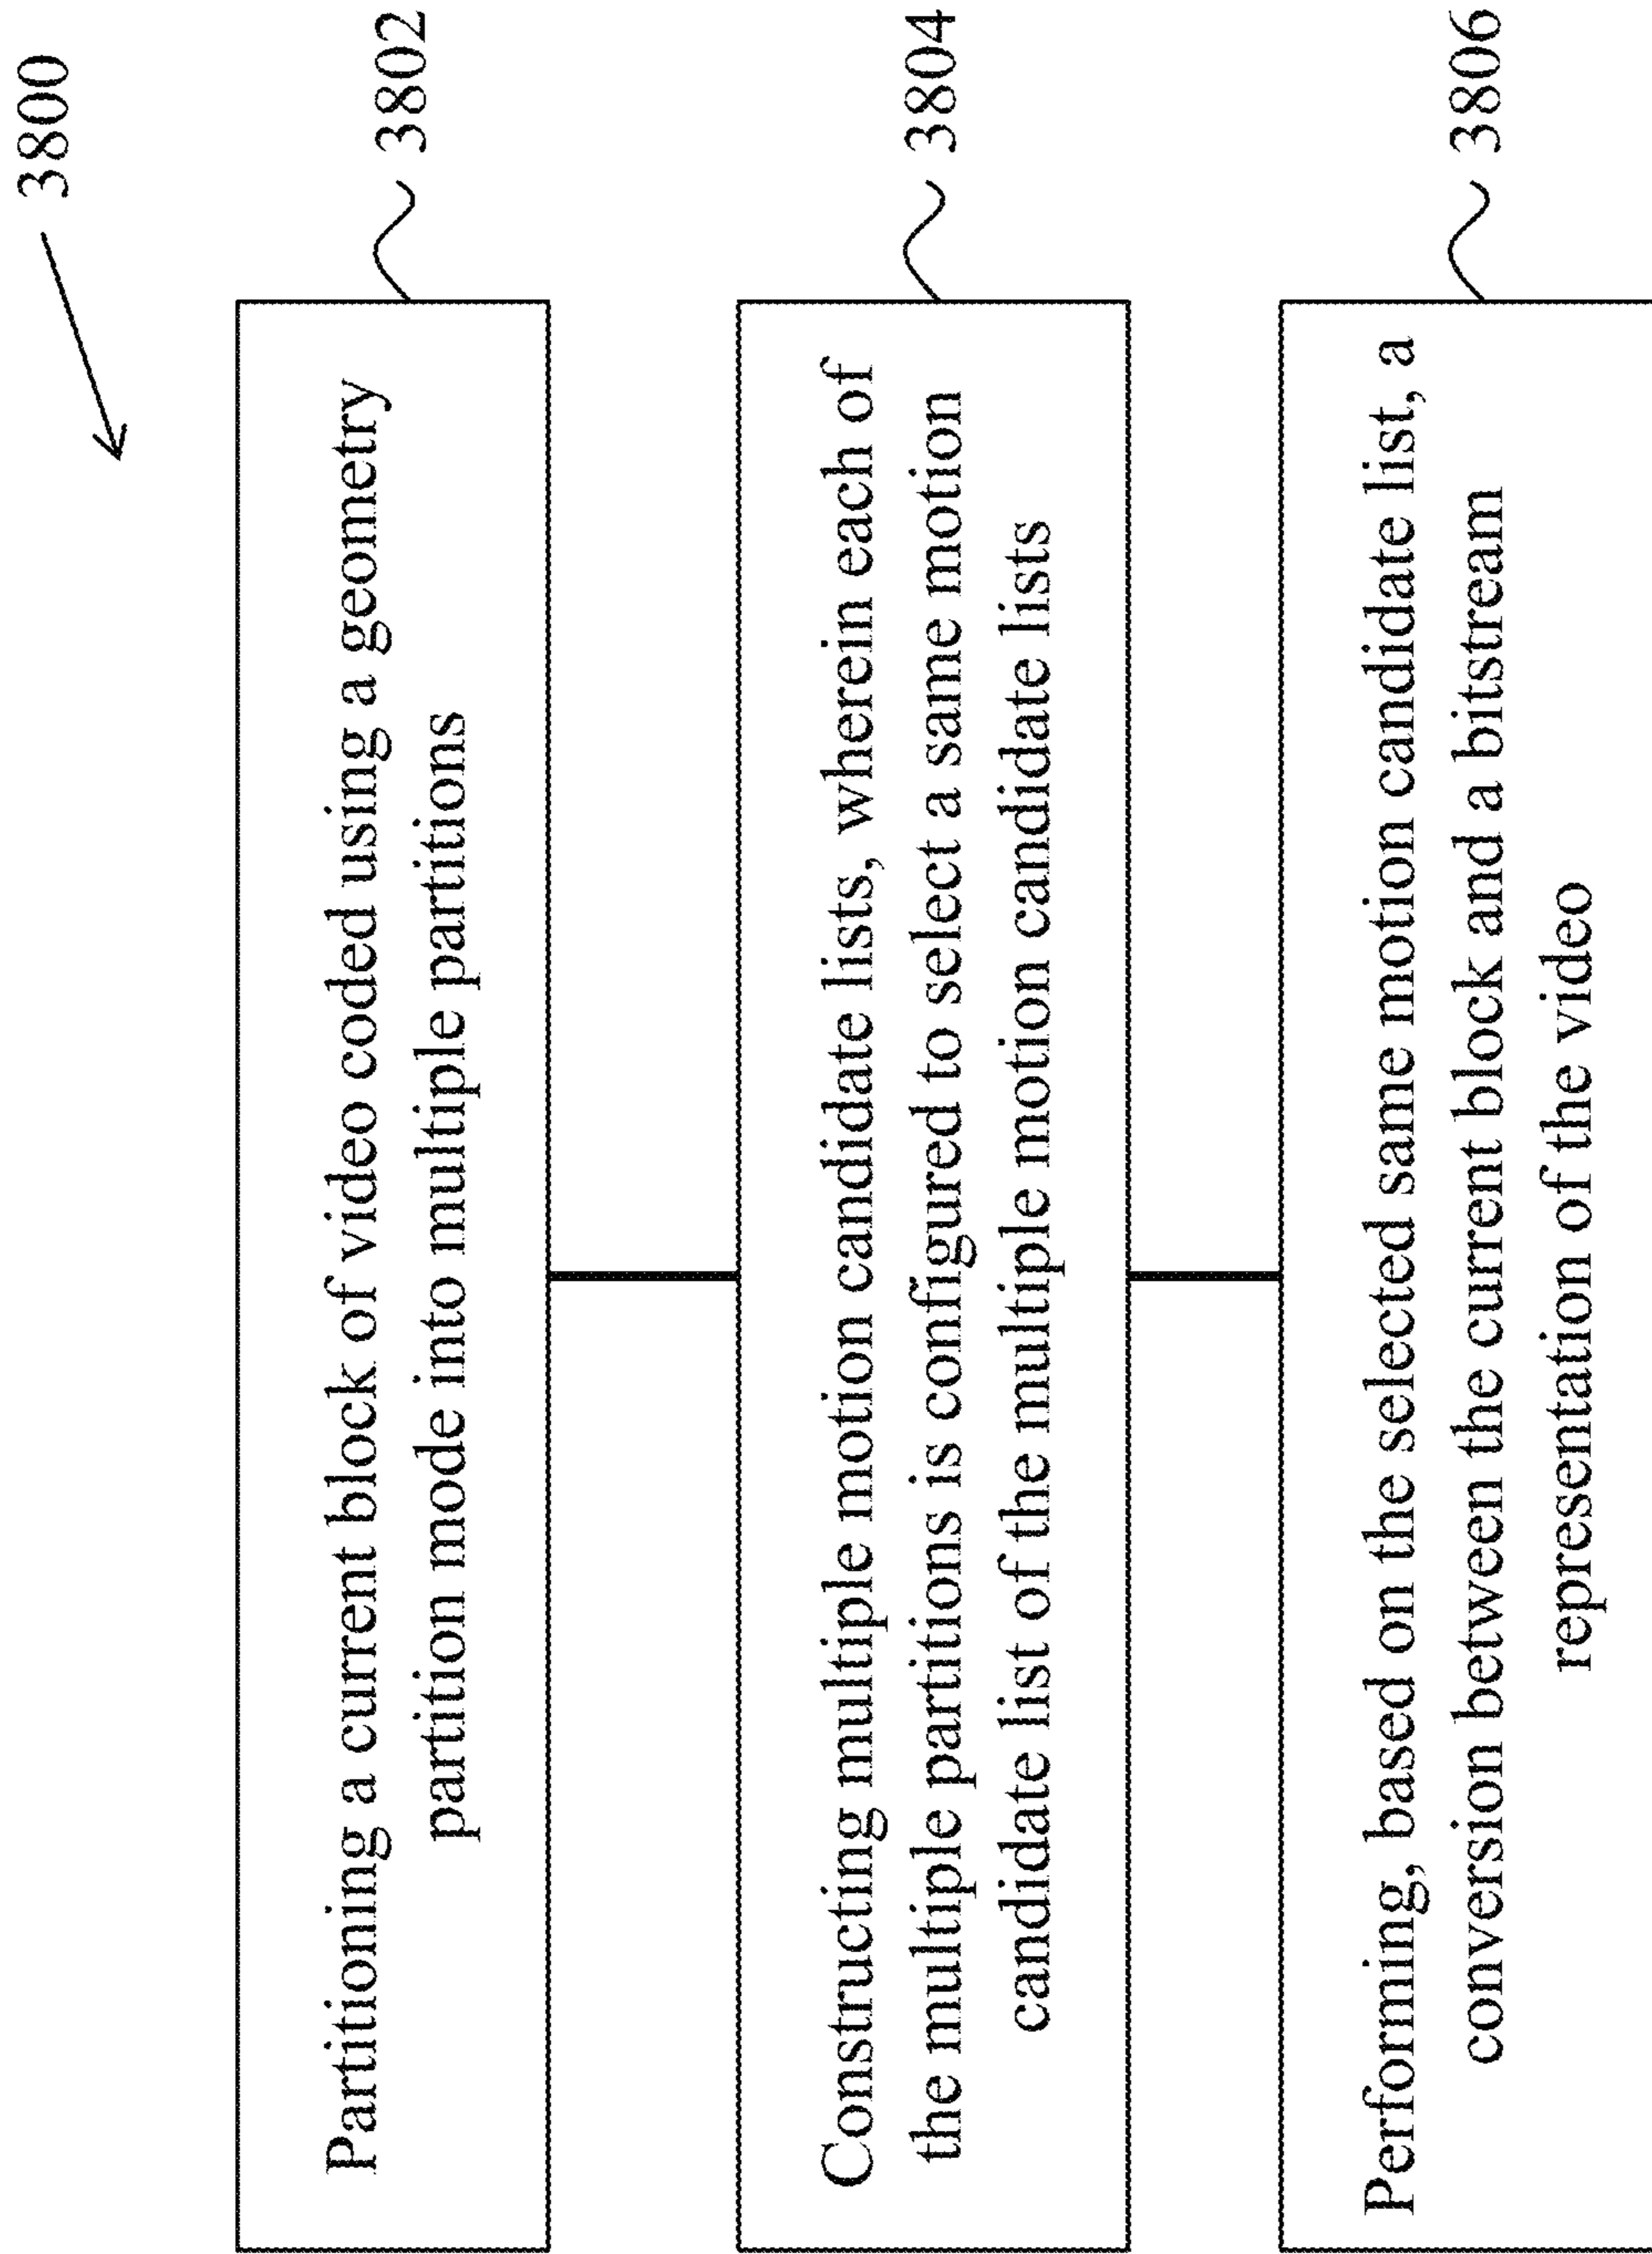 3800
Partitioning a current block of video coded using a geometry
partition mode into multiple partitions
3802
Constructing multiple motion candidate lists, wherein each of
the multiple partitions is configured to select a same motion
candidate list of the multiple motion candidate lists
3804
Performing, based on the selected same motion candidate list, a
conversion between the current block and a bitstream
representation of the video
3806